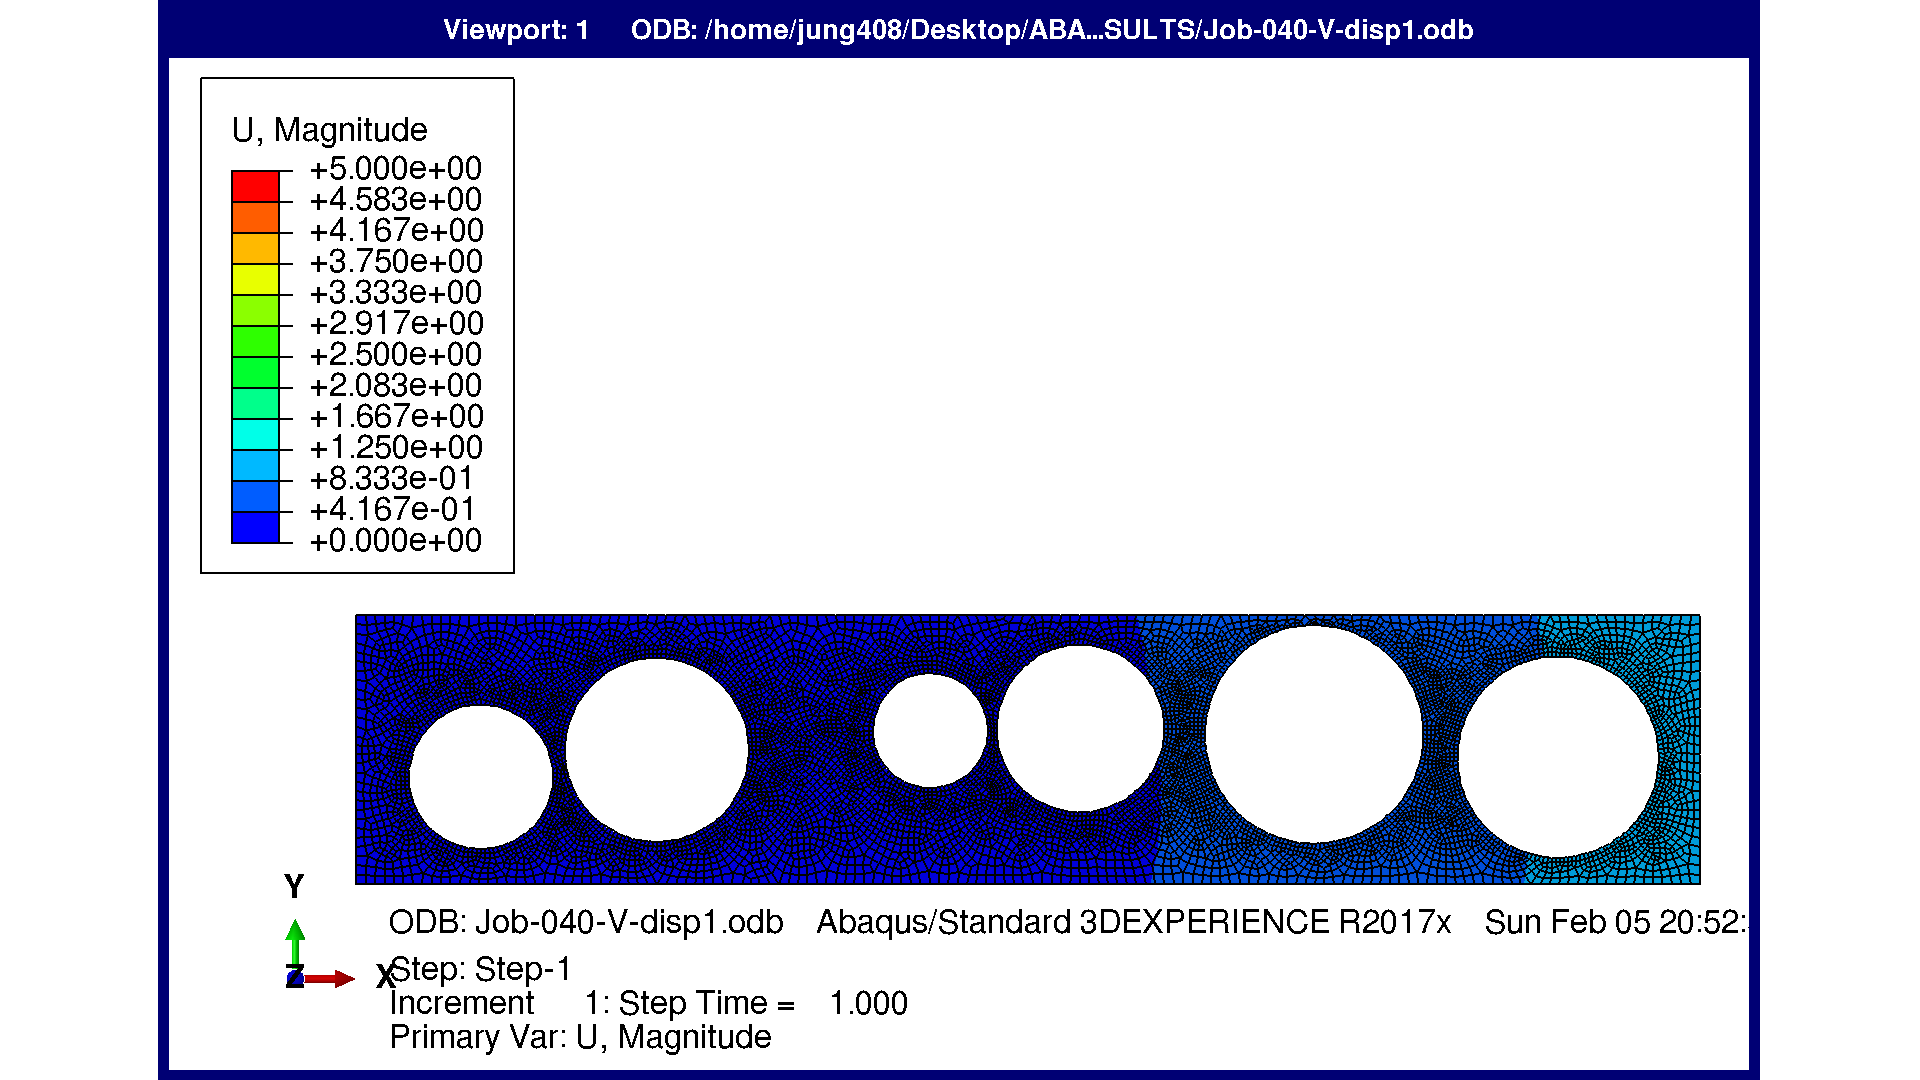 Viewport: 1 ODB: /home/jung408/Desktop/ABA...SULTS/Job-040-V-disp1.odb
U, Magnitude
+5.000e+00
+4.583e+00
+4.167e+00
+3.750e+00
+3.333e+00
+2.917e+00
+2.500e+00
+2.083e+00
+1.667e+00
+1.250e+00
+8.333e-01
+4.167e-01
+0.000e+00
Y
Z
X
ODB: Job-040-V-disp1.odb Abaqus/Standard 3DEXPERIENCE R2017x Sun Feb 05 20:52:
Step: Step-1
Increment 1: Step Time = 1.000
Primary Var: U, Magnitude